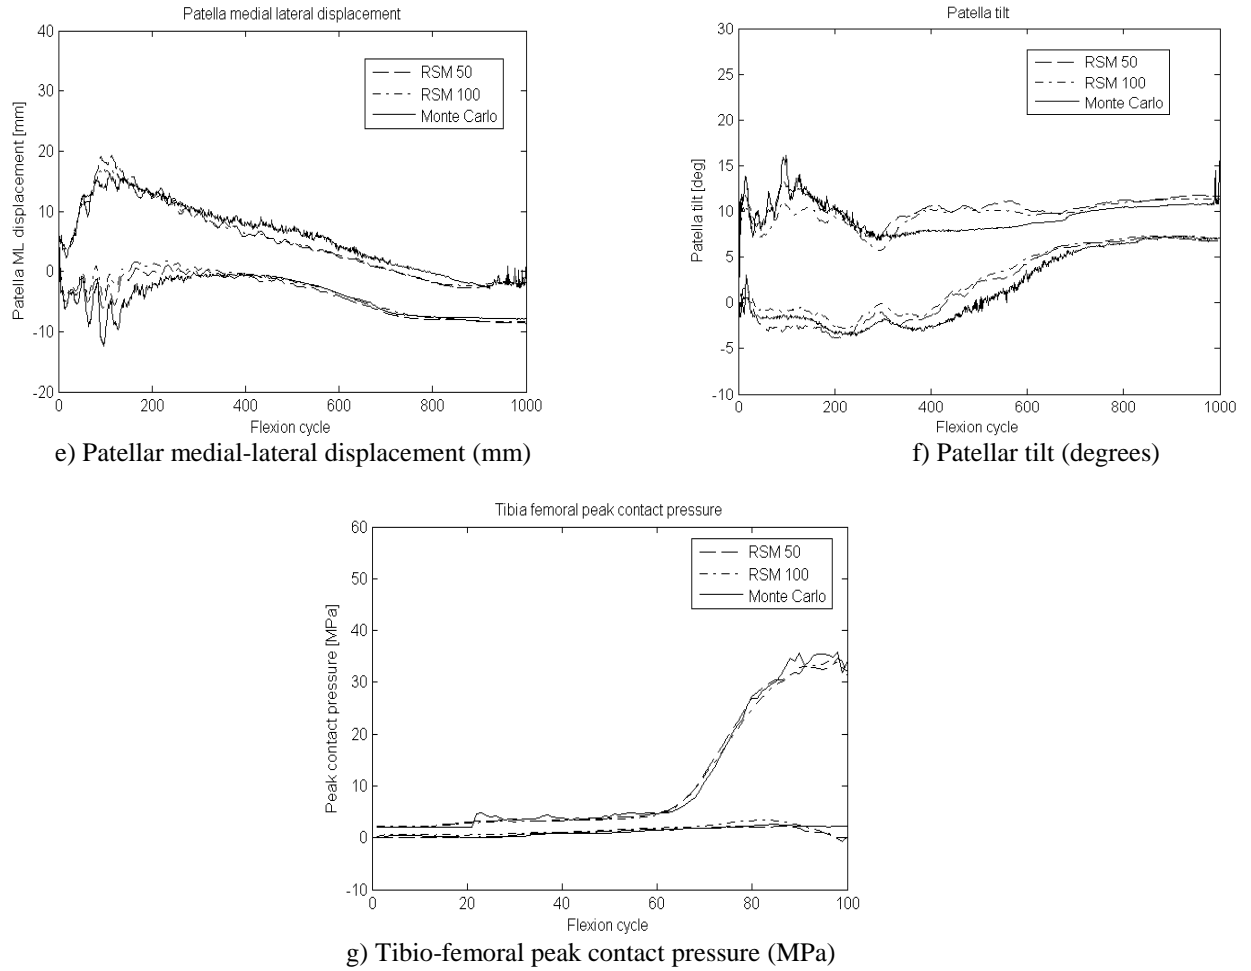 Patella medial lateral displacement
40
30
20
10
0
-10
-20
Patella ML displacement [mm]
RSM 50
RSM 100
Monte Carlo
0 200 400 600 800 1000
Flexion cycle
e) Patellar medial-lateral displacement (mm)
Patella tilt
30
25
20
15
10
5
0
-5
-10
Patella tilt [deg]
RSM 50
RSM 100
Monte Carlo
0 200 400 600 800 1000
Flexion cycle
f) Patellar tilt (degrees)
Tibia femoral peak contact pressure
60
50
40
30
20
10
0
-10
Peak contact pressure [MPa]
RSM 50
RSM 100
Monte Carlo
0 20 40 60 80 100
Flexion cycle
g) Tibio-femoral peak contact pressure (MPa)